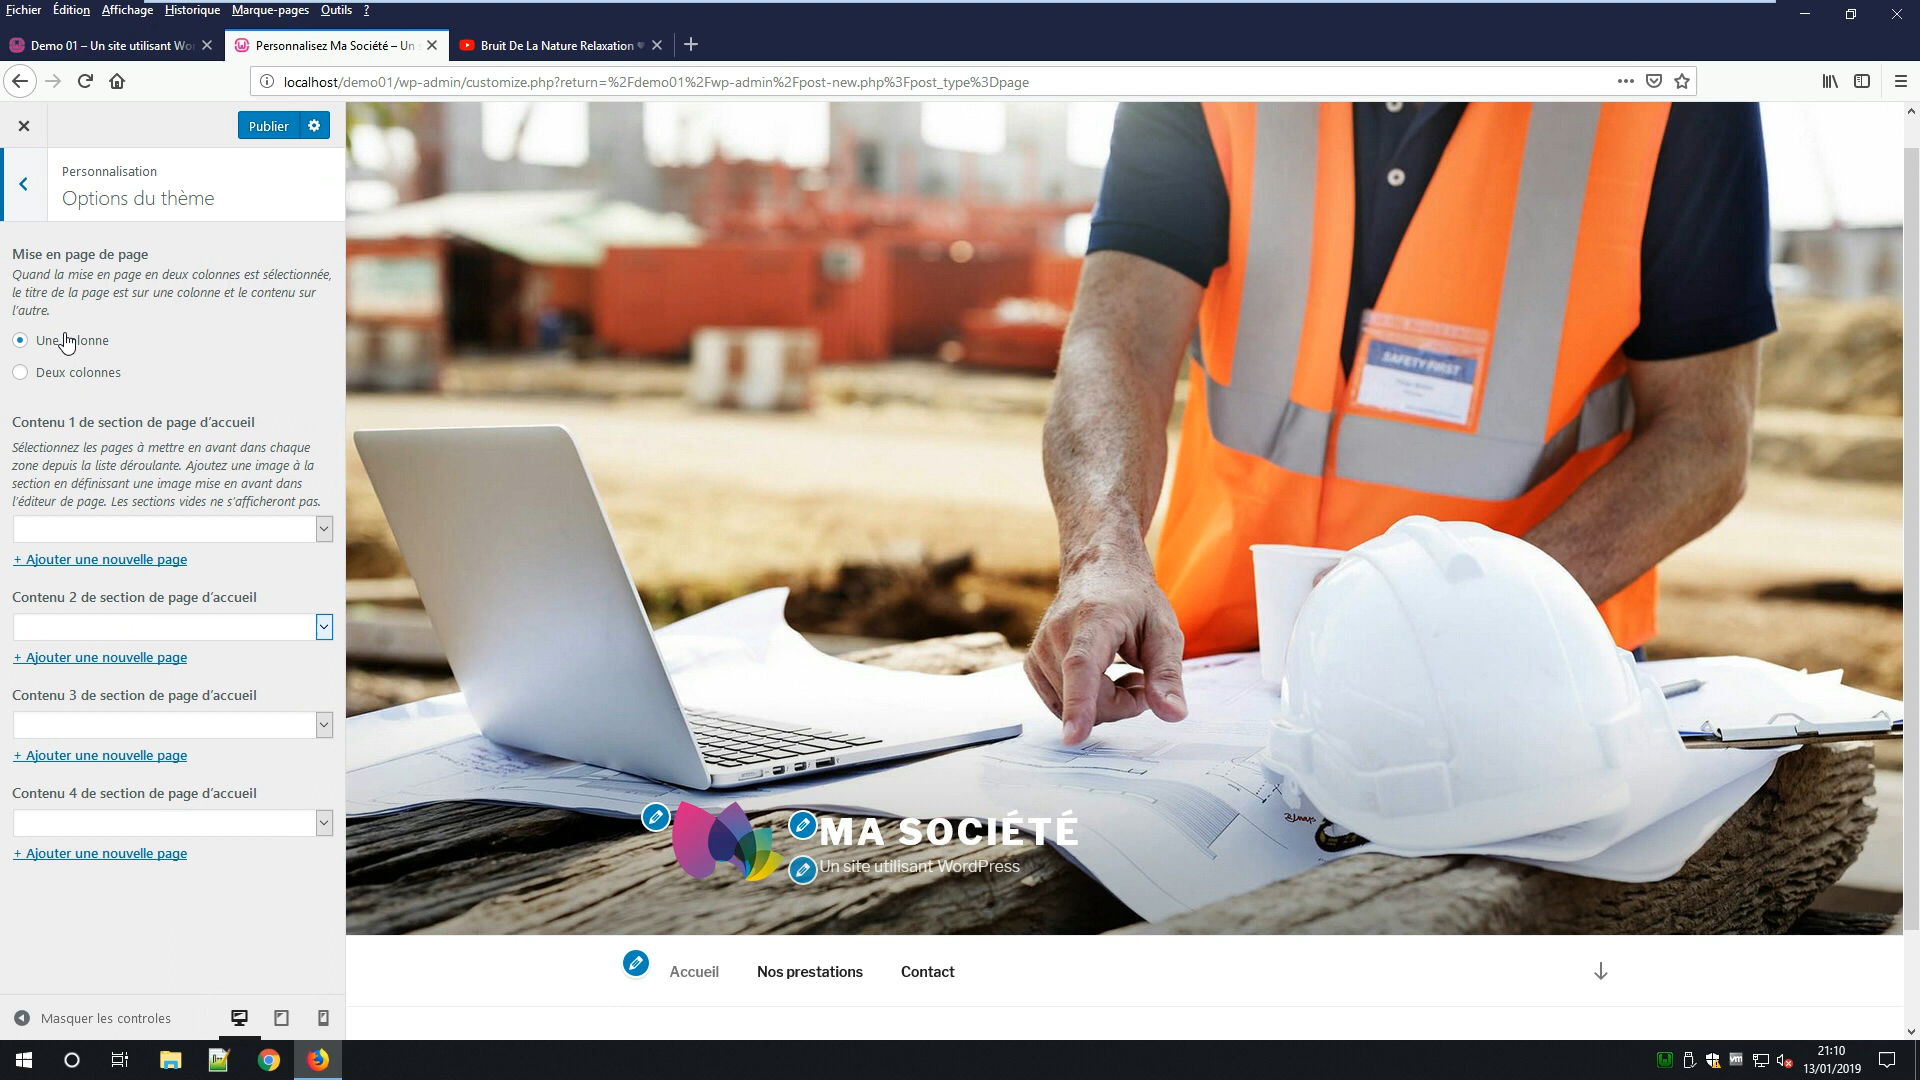 Fichier Édition Affichage Historique Marque-pages Outils ?
Demo 01 – Un site utilisant Wo
Personnalisez Ma Société – Un
Bruit De La Nature Relaxation
localhost/demo01/wp-admin/customize.php?return=%2Fdemo01%2Fwp-admin%2Fpost-new.php%3Fpost_type%3Dpage
Publier
Personnalisation
Options du thème
Mise en page de page
Quand la mise en page en deux colonnes est sélectionnée,
le titre de la page est sur une colonne et le contenu sur
l'autre.
Une colonne
Deux colonnes
Contenu 1 de section de page d’accueil
Sélectionnez les pages à mettre en avant dans chaque
zone depuis la liste déroulante. Ajoutez une image à la
section en définissant une image mise en avant dans
l'éditeur de page. Les sections vides ne s'afficheront pas.
+ Ajouter une nouvelle page
Contenu 2 de section de page d’accueil
+ Ajouter une nouvelle page
Contenu 3 de section de page d’accueil
+ Ajouter une nouvelle page
Contenu 4 de section de page d’accueil
+ Ajouter une nouvelle page
Masquer les controles
SAFETY FIRST
MA SOCIÉTÉ
Un site utilisant WordPress
Accueil Nos prestations Contact
21:10
13/01/2019